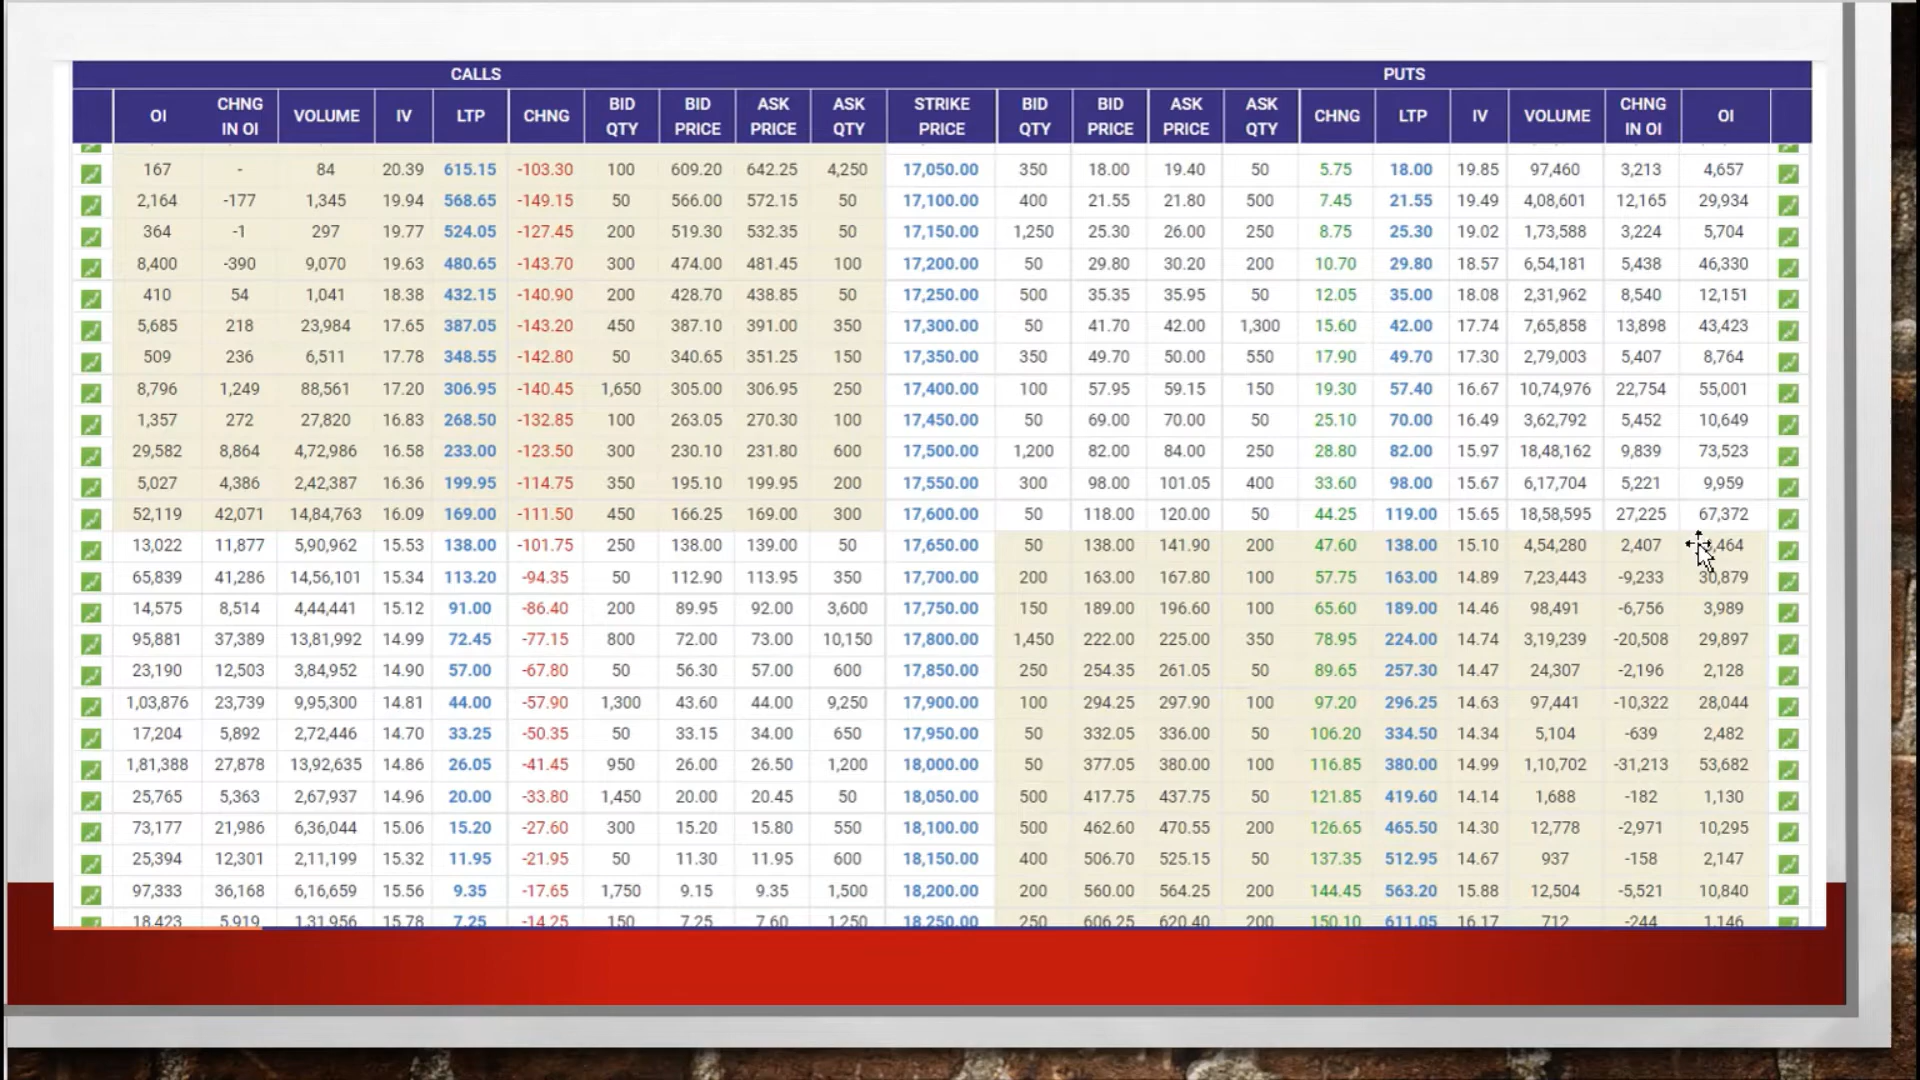 CALLS PUTS
OI CHNG IN OI VOLUME IV LTP CHNG BID QTY BID PRICE ASK PRICE ASK QTY STRIKE PRICE BID QTY BID PRICE ASK PRICE ASK QTY CHNG LTP IV VOLUME CHNG IN OI OI
167 - 84 20.39 615.15 -103.30 100 609.20 642.25 4,250 17,050.00 350 18.00 19.40 50 5.75 18.00 19.85 97,460 3,213 4,657
2,164 -177 1,345 19.94 568.65 -149.15 50 566.00 572.15 50 17,100.00 400 21.55 21.80 500 7.45 21.55 19.49 4,08,601 12,165 29,934
364 -1 297 19.77 524.05 -127.45 200 519.30 532.35 50 17,150.00 1,250 25.30 26.00 250 8.75 25.30 19.02 1,73,588 3,224 5,704
8,400 -390 9,070 19.63 480.65 -143.70 300 474.00 481.45 100 17,200.00 50 29.80 30.20 200 10.70 29.80 18.57 6,54,181 5,438 46,330
410 54 1,041 18.38 432.15 -140.90 200 428.70 438.85 50 17,250.00 500 35.35 35.95 50 12.05 35.00 18.08 2,31,962 8,540 12,151
5,685 218 23,984 17.65 387.05 -143.20 450 387.10 391.00 350 17,300.00 50 41.70 42.00 1,300 15.60 42.00 17.74 7,65,858 13,898 43,423
509 236 6,511 17.78 348.55 -142.80 50 340.65 351.25 150 17,350.00 350 49.70 50.00 550 17.90 49.70 17.30 2,79,003 5,407 8,764
8,796 1,249 88,561 17.20 306.95 -140.45 1,650 305.00 306.95 250 17,400.00 100 57.95 59.15 150 19.30 57.40 16.67 10,74,976 22,754 55,001
1,357 272 27,820 16.83 268.50 -132.85 100 263.05 270.30 100 17,450.00 50 69.00 70.00 50 25.10 70.00 16.49 3,62,792 5,452 10,649
29,582 8,864 4,72,986 16.58 233.00 -123.50 300 230.10 231.80 600 17,500.00 1,200 82.00 84.00 250 28.80 82.00 15.97 18,48,162 9,839 73,523
5,027 4,386 2,42,387 16.36 199.95 -114.75 350 195.10 199.95 200 17,550.00 300 98.00 101.05 400 33.60 98.00 15.67 6,17,704 5,221 9,959
52,119 42,071 14,84,763 16.09 169.00 -111.50 450 166.25 169.00 300 17,600.00 50 118.00 120.00 50 44.25 119.00 15.65 18,58,595 27,225 67,372
13,022 11,877 5,90,962 15.53 138.00 -101.75 250 138.00 139.00 50 17,650.00 50 138.00 141.90 200 47.60 138.00 15.10 4,54,280 2,407
65,839 41,286 14,56,101 15.34 113.20 -94.35 50 112.90 113.95 350 17,700.00 200 163.00 167.80 100 57.75 163.00 14.89 7,23,443 -9,233 30,879
14,575 8,514 4,44,441 15.12 91.00 -86.40 200 89.95 92.00 3,600 17,750.00 150 189.00 196.60 100 65.60 189.00 14.46 98,491 -6,756 3,989
95,881 37,389 13,81,992 14.99 72.45 -77.15 800 72.00 73.00 10,150 17,800.00 1,450 222.00 225.00 350 78.95 224.00 14.74 3,19,239 -20,508 29,897
23,190 12,503 3,84,952 14.90 57.00 -67.80 50 56.30 57.00 600 17,850.00 250 254.35 261.05 50 89.65 257.30 14.47 24,307 -2,196 2,128
1,03,876 23,739 9,95,300 14.81 44.00 -57.90 1,300 43.60 44.00 9,250 17,900.00 100 294.25 297.90 100 97.20 296.25 14.63 97,441 -10,322 28,044
17,204 5,892 2,72,446 14.70 33.25 -50.35 50 33.15 34.00 650 17,950.00 50 332.05 336.00 50 106.20 334.50 14.34 5,104 -639 2,482
1,81,388 27,878 13,92,635 14.86 26.05 -41.45 950 26.00 26.50 1,200 18,000.00 50 377.05 380.00 100 116.85 380.00 14.99 1,10,702 -31,213 53,682
25,765 5,363 2,67,937 14.96 20.00 -33.80 1,450 20.00 20.45 50 18,050.00 500 417.75 437.75 50 121.85 419.60 14.14 1,688 -182 1,130
73,177 21,986 6,36,044 15.06 15.20 -27.60 300 15.20 15.80 550 18,100.00 500 462.60 470.55 200 126.65 465.50 14.30 12,778 -2,971 10,295
25,394 12,301 2,11,199 15.32 11.95 -21.95 50 11.30 11.95 600 18,150.00 400 506.70 525.15 50 137.35 512.95 14.67 937 -158 2,147
97,333 36,168 6,16,659 15.56 9.35 -17.65 1,750 9.15 9.35 1,500 18,200.00 200 560.00 564.25 200 144.45 563.20 15.88 12,504 -5,521 10,840
18,423 5,919 1,31,956 15.78 7.25 -14.25 150 7.25 7.60 1,250 18,250.00 250 606.25 620.40 200 150.10 611.05 16.17 712 -244 1,146